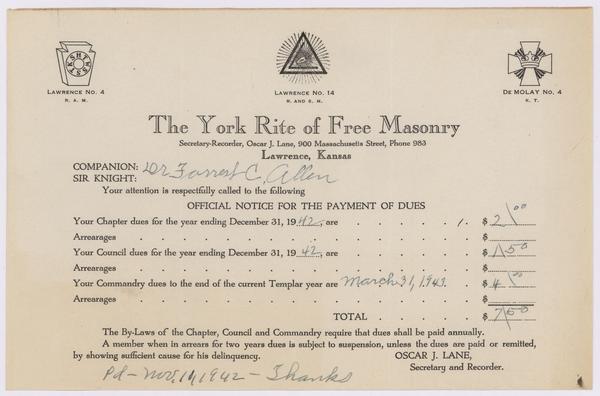 LAWRENCE No. 4
R. A. M.
LAWRENCE No. 14
R. AND S. M.
DE MOLAY No. 4
K. T.
The York Rite of Free Masonry
Secretary-Recorder, Oscar J. Lane, 900 Massachusetts Street, Phone 983
Lawrence, Kansas
COMPANION: Dr Forrest C. Allen
SIR KNIGHT:
Your attention is respectfully called to the following
OFFICIAL NOTICE FOR THE PAYMENT OF DUES
Your Chapter dues for the year ending December 31, 1942, are . . . . . . $ 2/00
Arrearages . . . . . . . . . . . . . $
Your Council dues for the year ending December 31, 1942, are . . . . . . $ 1/50
Arrearages . . . . . . . . . . . . . $
Your Commandry dues to the end of the current Templar year are March 31, 1943. . . $ 4/00
Arrearages . . . . . . . . . . . . . $
TOTAL . . . . . $ 7/50
The By-Laws of the Chapter, Council and Commandry require that dues shall be paid annually.
A member when in arrears for two years dues is subject to suspension, unless the dues are paid or remitted,
by showing sufficient cause for his delinquency. OSCAR J. LANE,
Secretary and Recorder.
Pd - Nov. 11, 1942 - Thanks